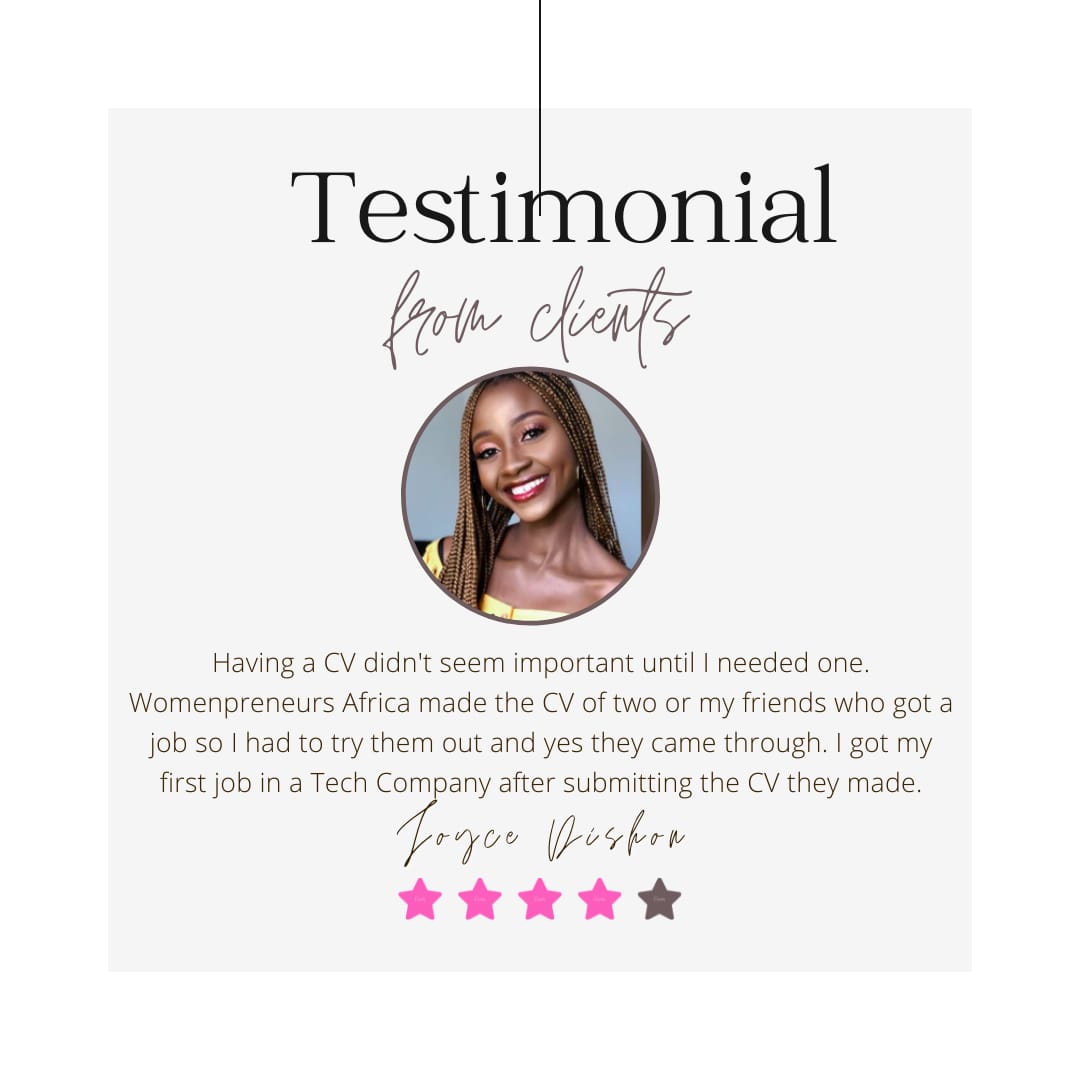 Testimonial
from clients
Having a CV didn't seem important until I needed one.
Womenpreneurs Africa made the CV of two or my friends who got a
job so I had to try them out and yes they came through. I got my
first job in a Tech Company after submitting the CV they made.
Joyce Dishon